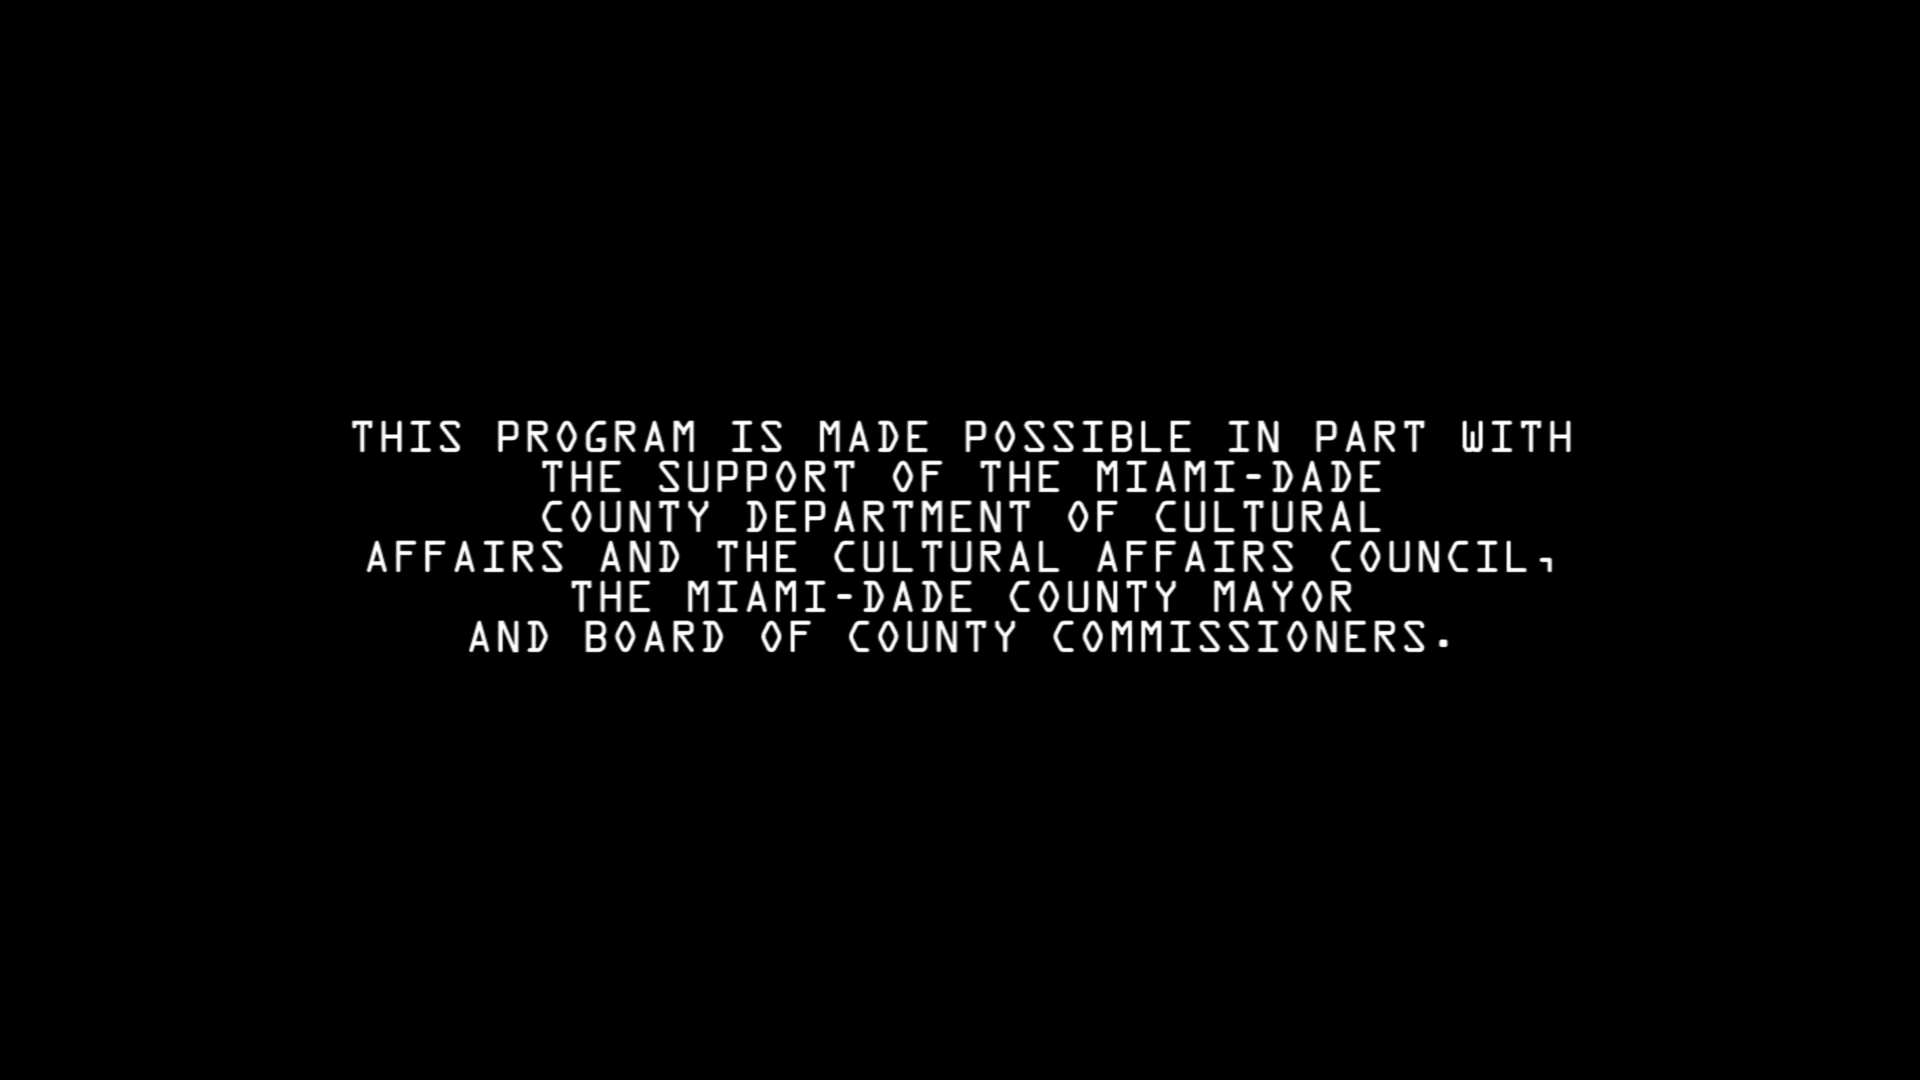 THIS PROGRAM IS MADE POSSIBLE IN PART WITH
THE SUPPORT OF THE MIAMI-DADE
COUNTY DEPARTMENT OF CULTURAL
AFFAIRS AND THE CULTURAL AFFAIRS COUNCIL,
THE MIAMI-DADE COUNTY MAYOR
AND BOARD OF COUNTY COMMISSIONERS.